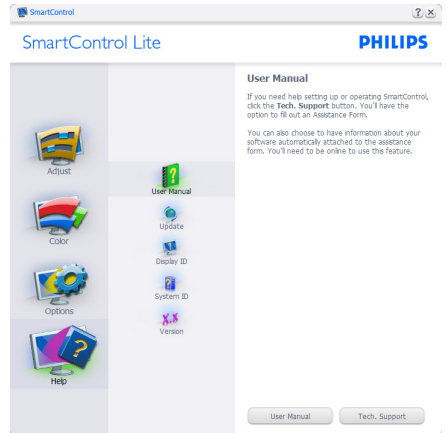 SmartControl
? x
SmartControl Lite
PHILIPS
Adjust
Color
Options
Help
User Manual
Update
Display ID
System ID
X.X
Version
User Manual
If you need help setting up or operating SmartControl,
click the Tech. Support button. You'll have the
option to fill out an Assistance Form.
You can also choose to have information about your
software automatically attached to the assistance
form. You'll need to be online to use this feature.
User Manual
Tech. Support